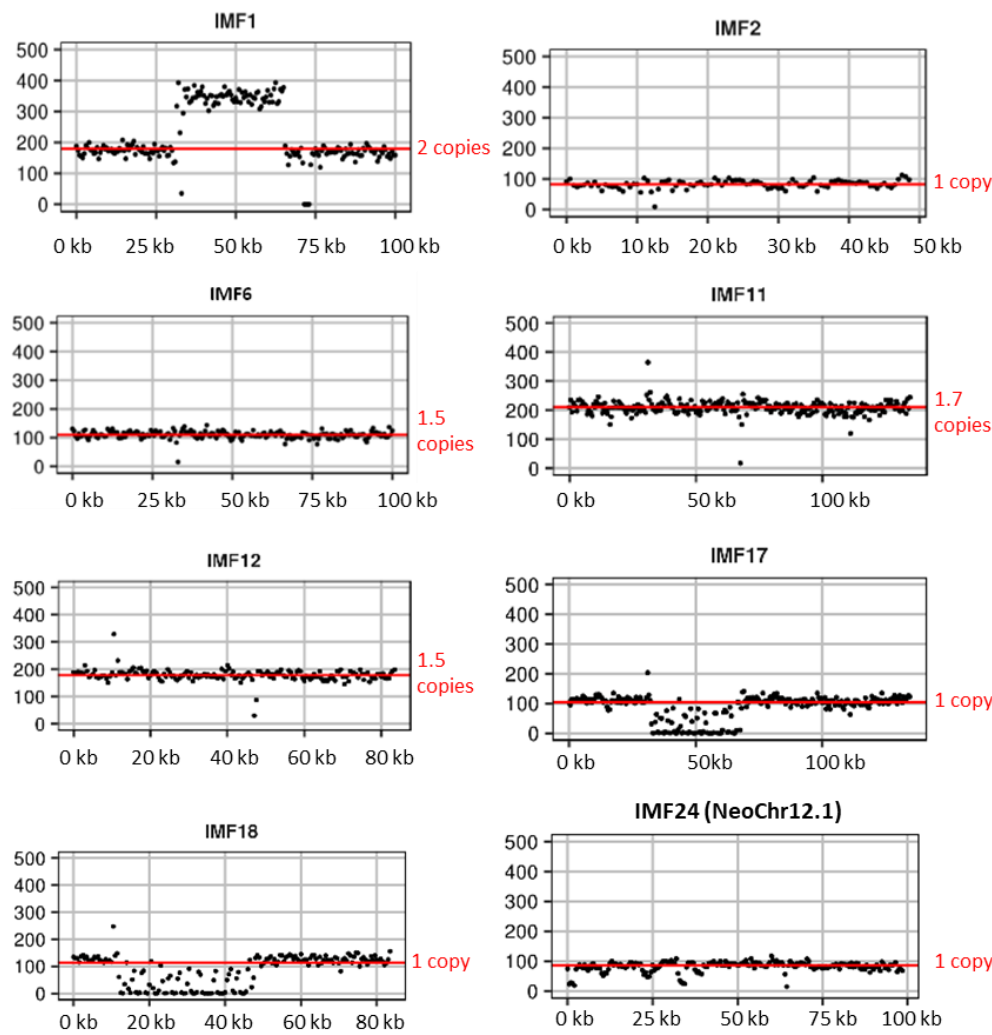 IMF1
500
400
300
200
100
0
2 copies
0 kb 25 kb 50 kb 75 kb 100 kb
IMF2
500
400
300
200
100
0
1 copy
0 kb 10 kb 20 kb 30 kb 40 kb 50 kb
IMF6
500
400
300
200
100
0
1.5
copies
0 kb 25 kb 50 kb 75 kb 100 kb
IMF11
500
400
300
200
100
0
1.7
copies
0 kb 50 kb 100 kb
IMF12
500
400
300
200
100
0
1.5
copies
0 kb 20 kb 40 kb 60 kb 80 kb
IMF17
500
400
300
200
100
0
1 copy
0 kb 50kb 100 kb
IMF18
500
400
300
200
100
0
1 copy
0 kb 20 kb 40 kb 60 kb 80 kb
IMF24 (NeoChr12.1)
500
400
300
200
100
0
1 copy
0 kb 25 kb 50 kb 75 kb 100 kb